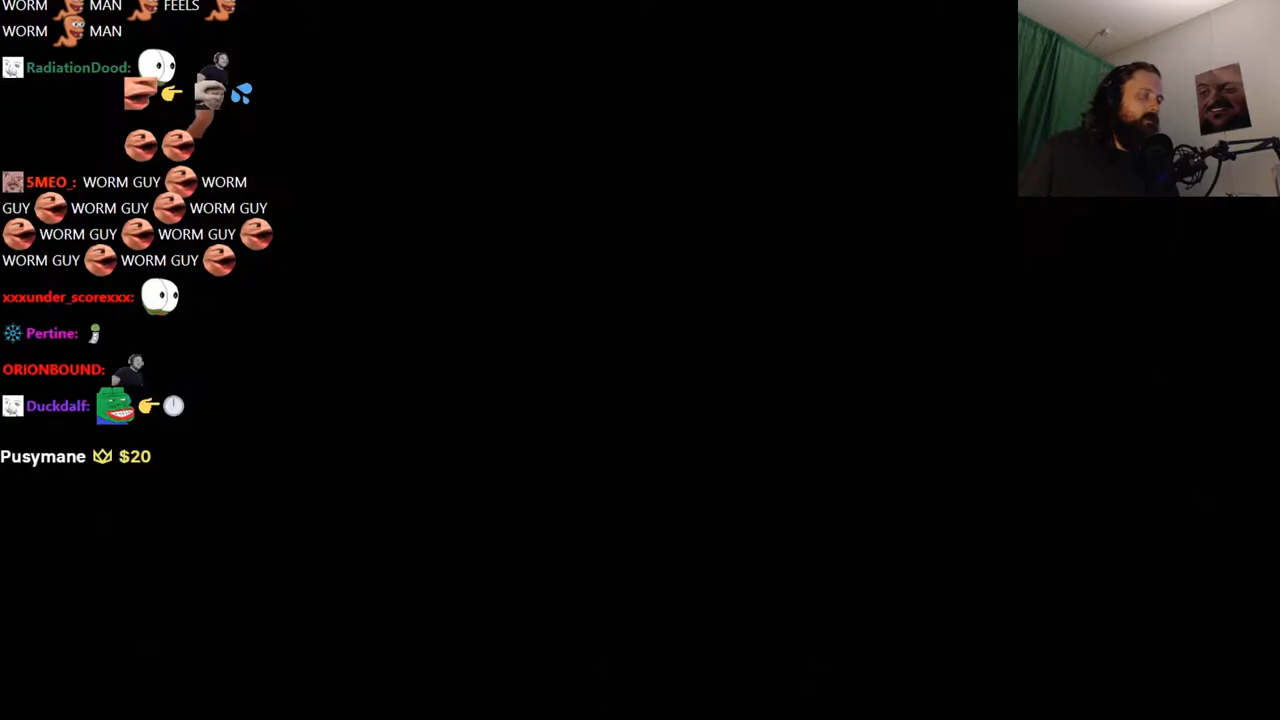 WORM MAN FEELS
WORM MAN
RadiationDood:
5MEO_: WORM GUY WORM
GUY WORM GUY WORM GUY
WORM GUY WORM GUY
WORM GUY WORM GUY
xxxunder_scorexxx:
Pertine:
ORIONBOUND:
Duckdalf:
Pusymane $20